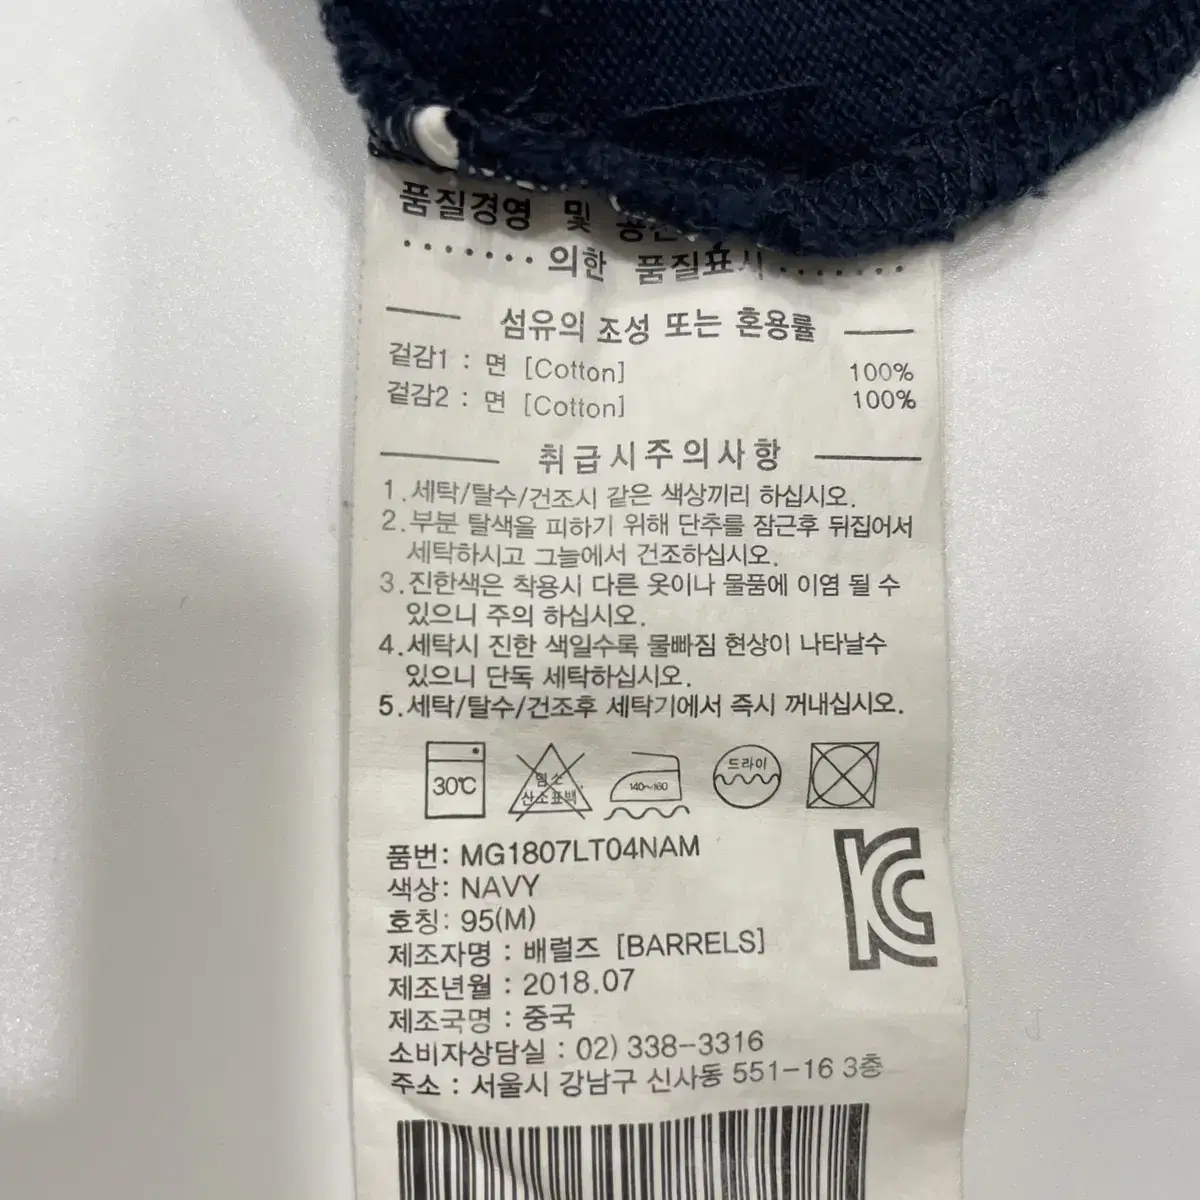 품질경영 및
의한 품질표시
섬유의 조성 또는 혼용률
겉감1 : 면 [Cotton] 100%
겉감2 : 면 [Cotton] 100%
취급시주의사항
1.세탁/탈수/건조시 같은 색상끼리 하십시오.
2.부분 탈색을 피하기 위해 단추를 잠근후 뒤집어서
세탁하시고 그늘에서 건조하십시오.
3.진한색은 착용시 다른 옷이나 물품에 이염 될 수
있으니 주의 하십시오.
4.세탁시 진한 색일수록 물빠짐 현상이 나타날수
있으니 단독 세탁하십시오.
5.세탁/탈수/건조후 세탁기에서 즉시 꺼내십시오.
30℃ 염소 산소표백 140~160 드라이
품번: MG1807LT04NAM
색상: NAVY
호칭: 95(M)
제조자명 : 배럴즈 [BARRELS]
제조년월 : 2018.07
제조국명 : 중국
소비자상담실 : 02) 338-3316
주소 : 서울시 강남구 신사동 551-16 3층